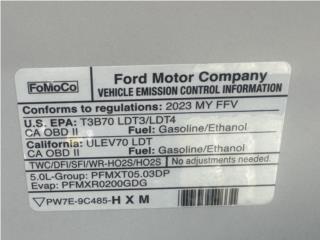 FoMoCo
Ford Motor Company
VEHICLE EMISSION CONTROL INFORMATION
Conforms to regulations: 2023 MY FFV
U.S. EPA: T3B70 LDT3/LDT4
CA OBD II Fuel: Gasoline/Ethanol
California: ULEV70 LDT
CA OBD II Fuel: Gasoline/Ethanol
TWC/DFI/SFI/WR-HO2S/HO2S No adjustments needed.
5.0L-Group: PFMXT05.03DP
Evap: PFMXR0200GDG
PW7E-9C485-HXM